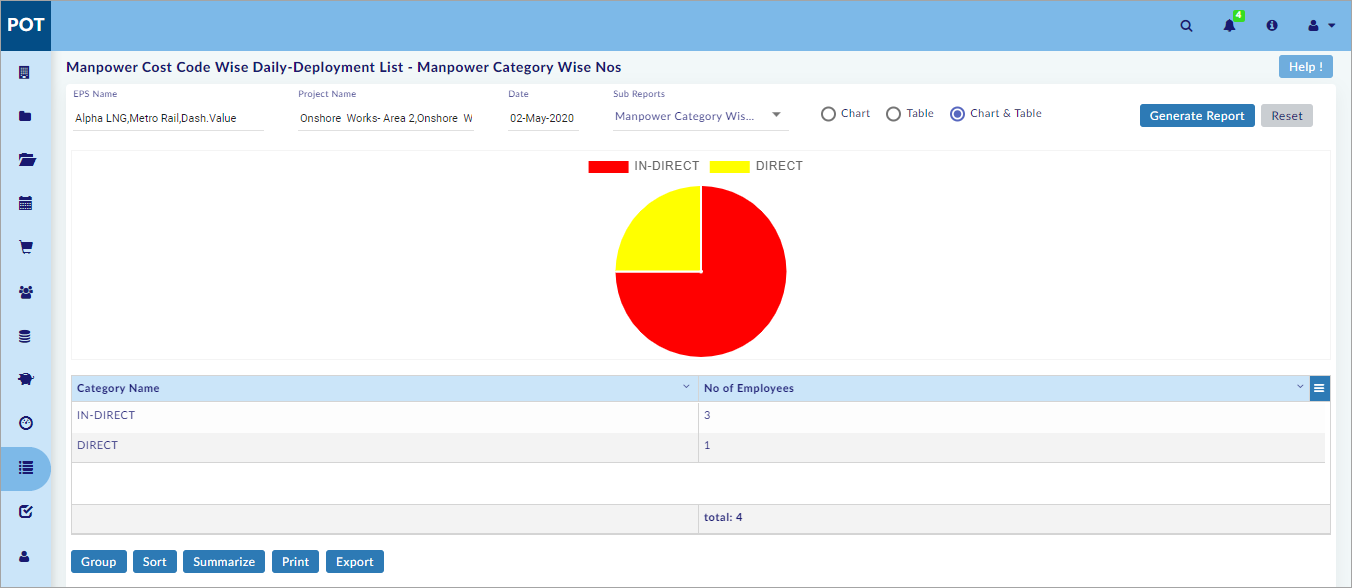 POT
4
Manpower Cost Code Wise Daily-Deployment List - Manpower Category Wise Nos
Help !
EPS Name
Project Name
Date
Sub Reports
Alpha LNG,Metro Rail,Dash.Value
Onshore Works- Area 2,Onshore W
02-May-2020
Manpower Category Wis...
Chart
Table
Chart & Table
Generate Report
Reset
IN-DIRECT
DIRECT
Category Name
No of Employees
IN-DIRECT
3
DIRECT
1
total: 4
Group
Sort
Summarize
Print
Export